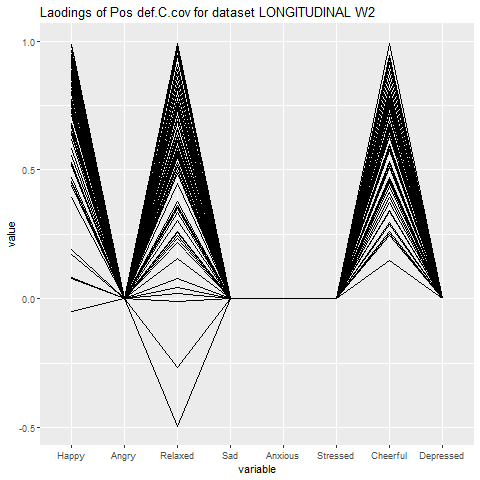 Laodings of Pos def.C.cov for dataset LONGITUDINAL W2
1.0
0.5
0.0
-0.5
value
Happy Angry Relaxed Sad Anxious Stressed Cheerful Depressed
variable